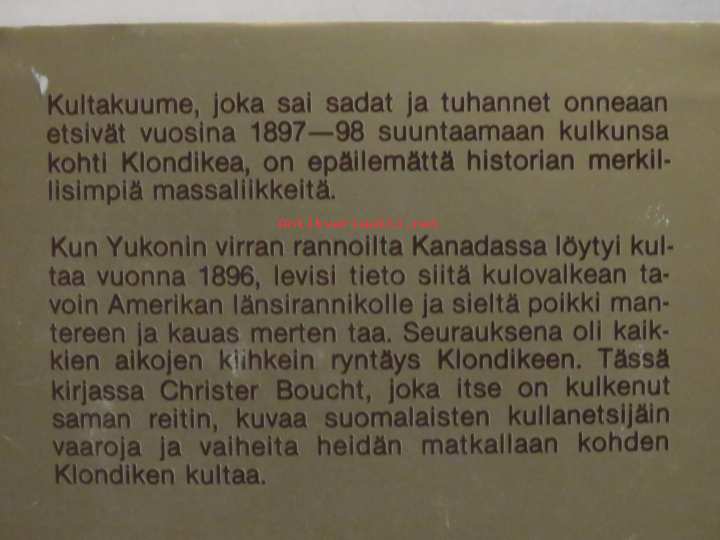 Kultakuume, joka sai sadat ja tuhannet onneaan
etsivät vuosina 1897—98 suuntaamaan kulkunsa
kohti Klondikea, on epäilemättä historian merkil-
lisimpiä massaliikkeitä.
Kun Yukonin virran rannoilta Kanadassa löytyi kul-
taa vuonna 1896, levisi tieto siitä kulovalkean ta-
voin Amerikan länsirannikolle ja sieltä poikki man-
tereen ja kauas merten taa. Seurauksena oli kaik-
kien aikojen kiihkein ryntäys Klondikeen. Tässä
kirjassa Christer Boucht, joka itse on kulkenut
saman reitin, kuvaa suomalaisten kullanetsijäin
vaaroja ja vaiheita heidän matkallaan kohden
Klondiken kultaa.